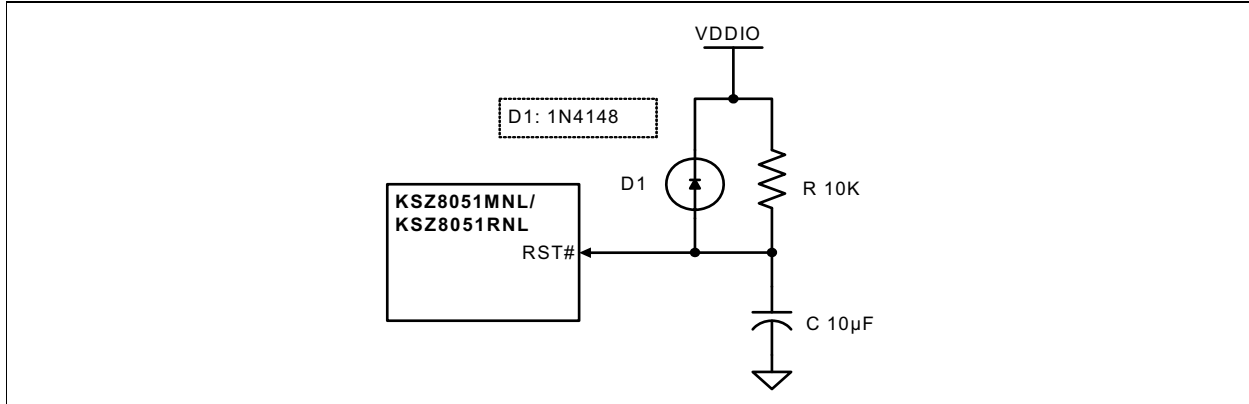 VDDIO
D1: 1N4148
D1
R 10K
KSZ8051MNL/
KSZ8051RNL
RST#
C 10µF